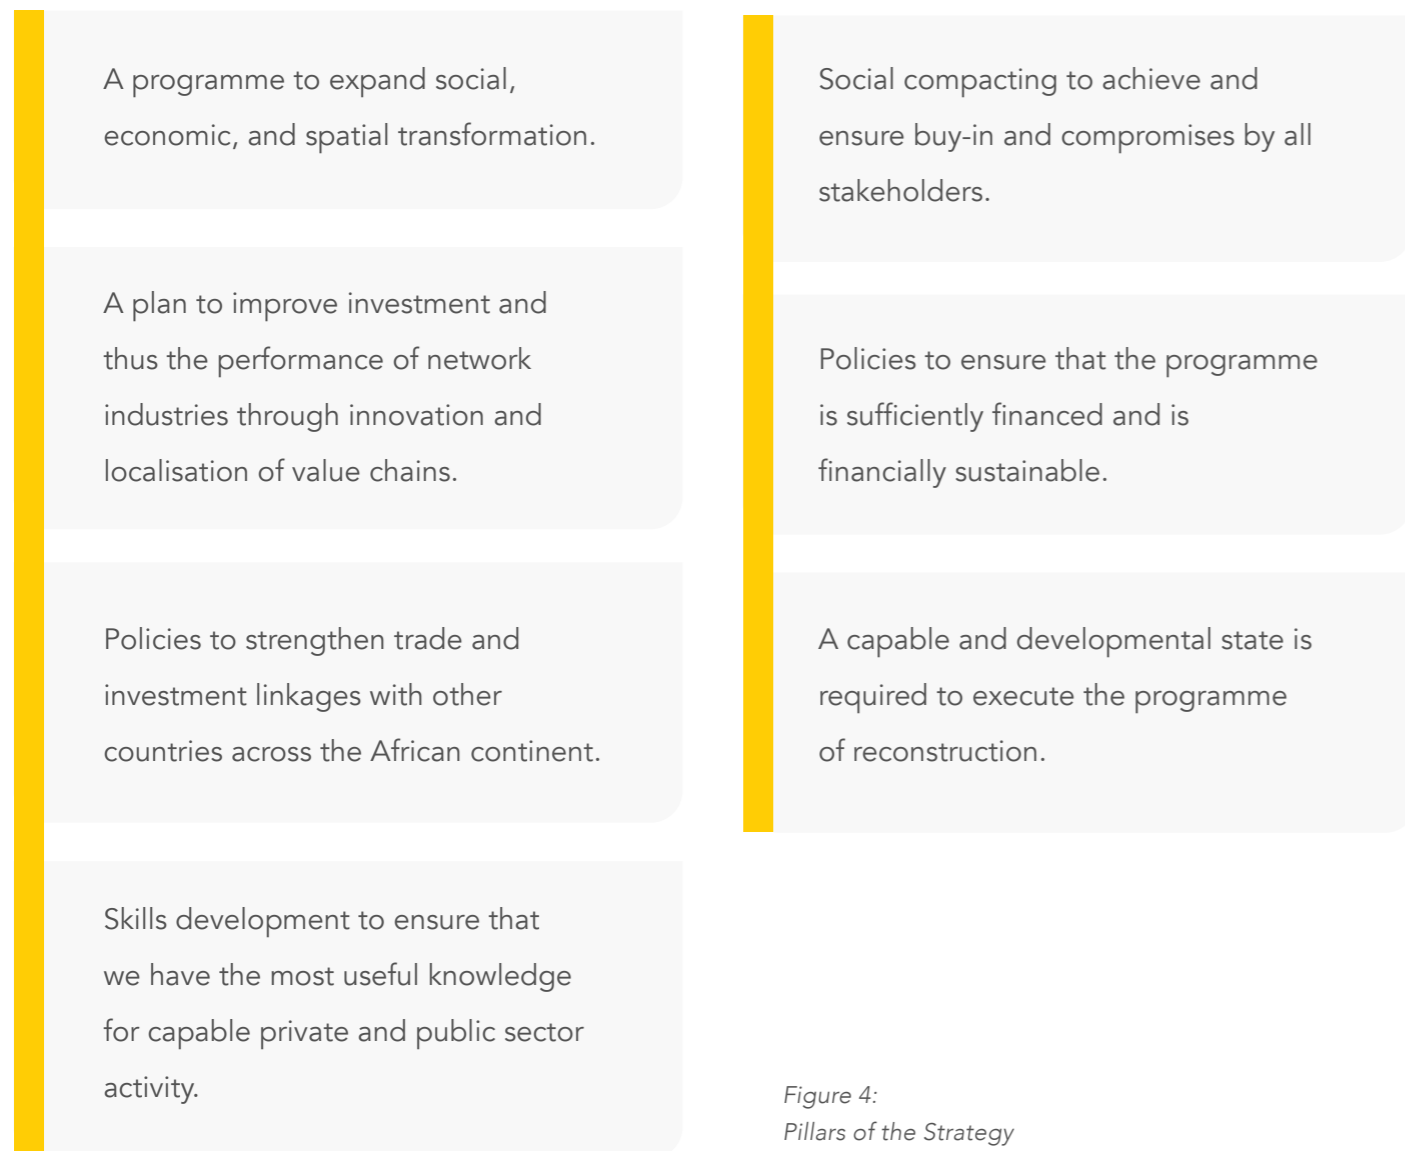 A programme to expand social,
economic, and spatial transformation.
A plan to improve investment and
thus the performance of network
industries through innovation and
localisation of value chains.
Policies to strengthen trade and
investment linkages with other
countries across the African continent.
Skills development to ensure that
we have the most useful knowledge
for capable private and public sector
activity.
Social compacting to achieve and
ensure buy-in and compromises by all
stakeholders.
Policies to ensure that the programme
is sufficiently financed and is
financially sustainable.
A capable and developmental state is
required to execute the programme
of reconstruction.
Figure 4:
Pillars of the Strategy